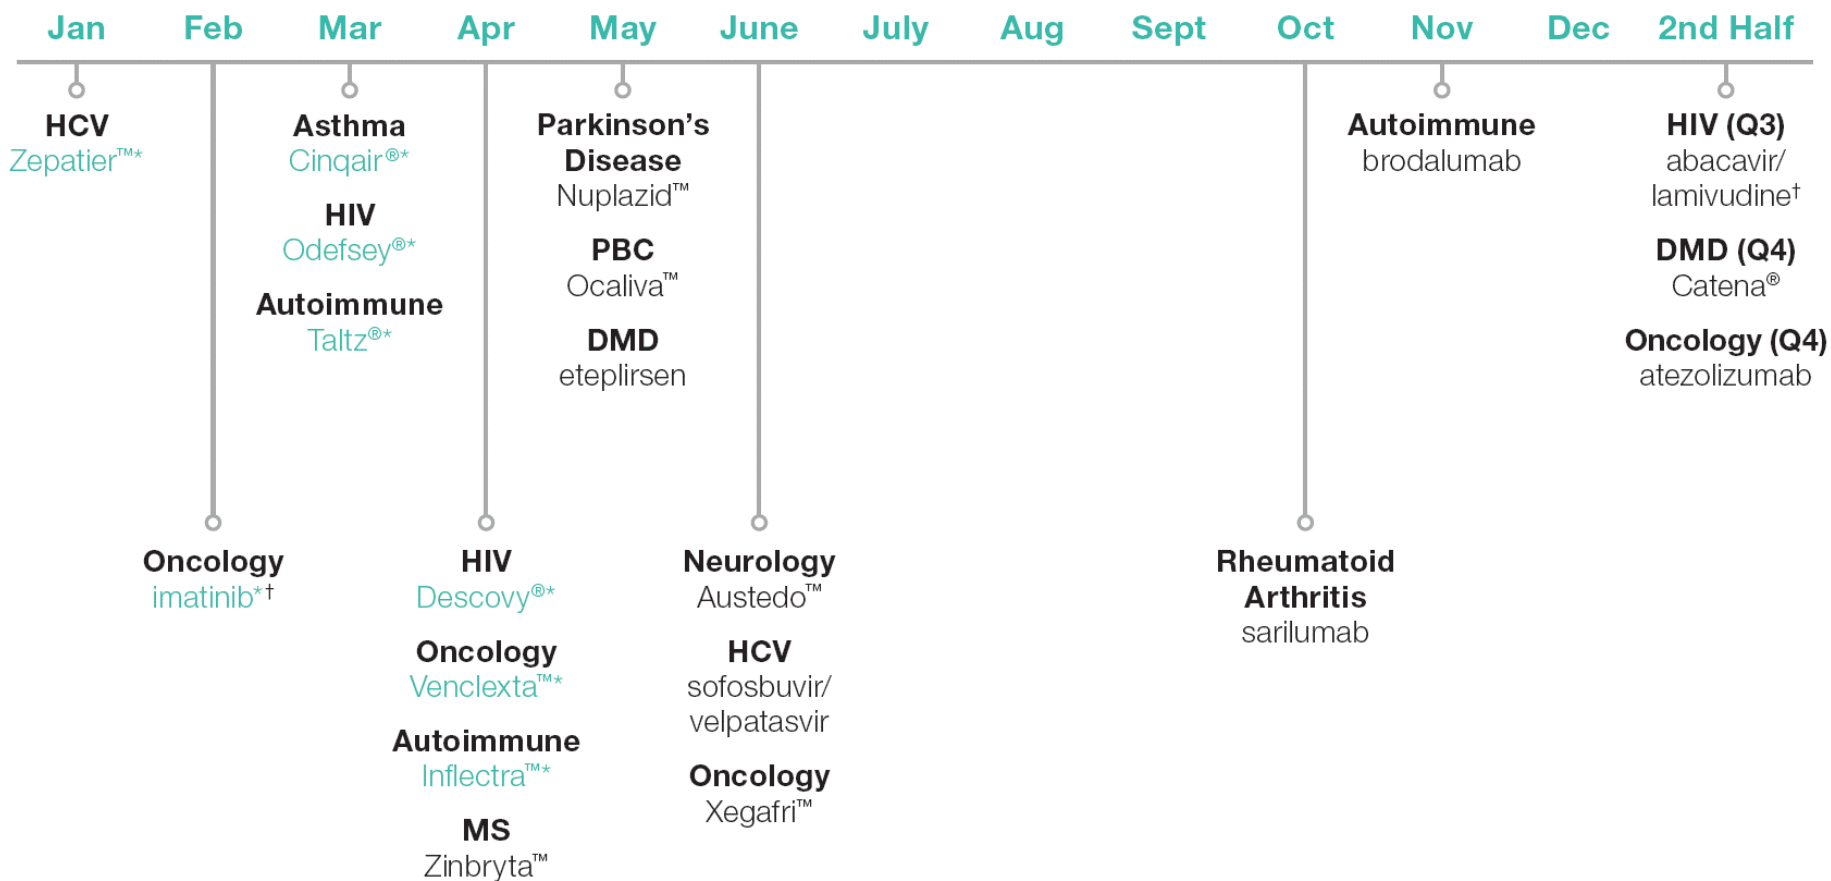 Jan Feb Mar Apr May June July Aug Sept Oct Nov Dec 2nd Half
HCV
Zepatier™*
Oncology
imatinib*†
Asthma
Cinqair®*
HIV
Odefsey®*
Autoimmune
Taltz®*
HIV
Descovy®*
Oncology
Venclexta™*
Autoimmune
Inflectra™*
MS
Zinbryta™
Parkinson’s
Disease
Nuplazid™
PBC
Ocaliva™
DMD
eteplirsen
Neurology
Austedo™
HCV
sofosbuvir/
velpatasvir
Oncology
Xegafri™
Rheumatoid
Arthritis
sarilumab
Autoimmune
brodalumab
HIV (Q3)
abacavir/
lamivudine†
DMD (Q4)
Catena®
Oncology (Q4)
atezolizumab